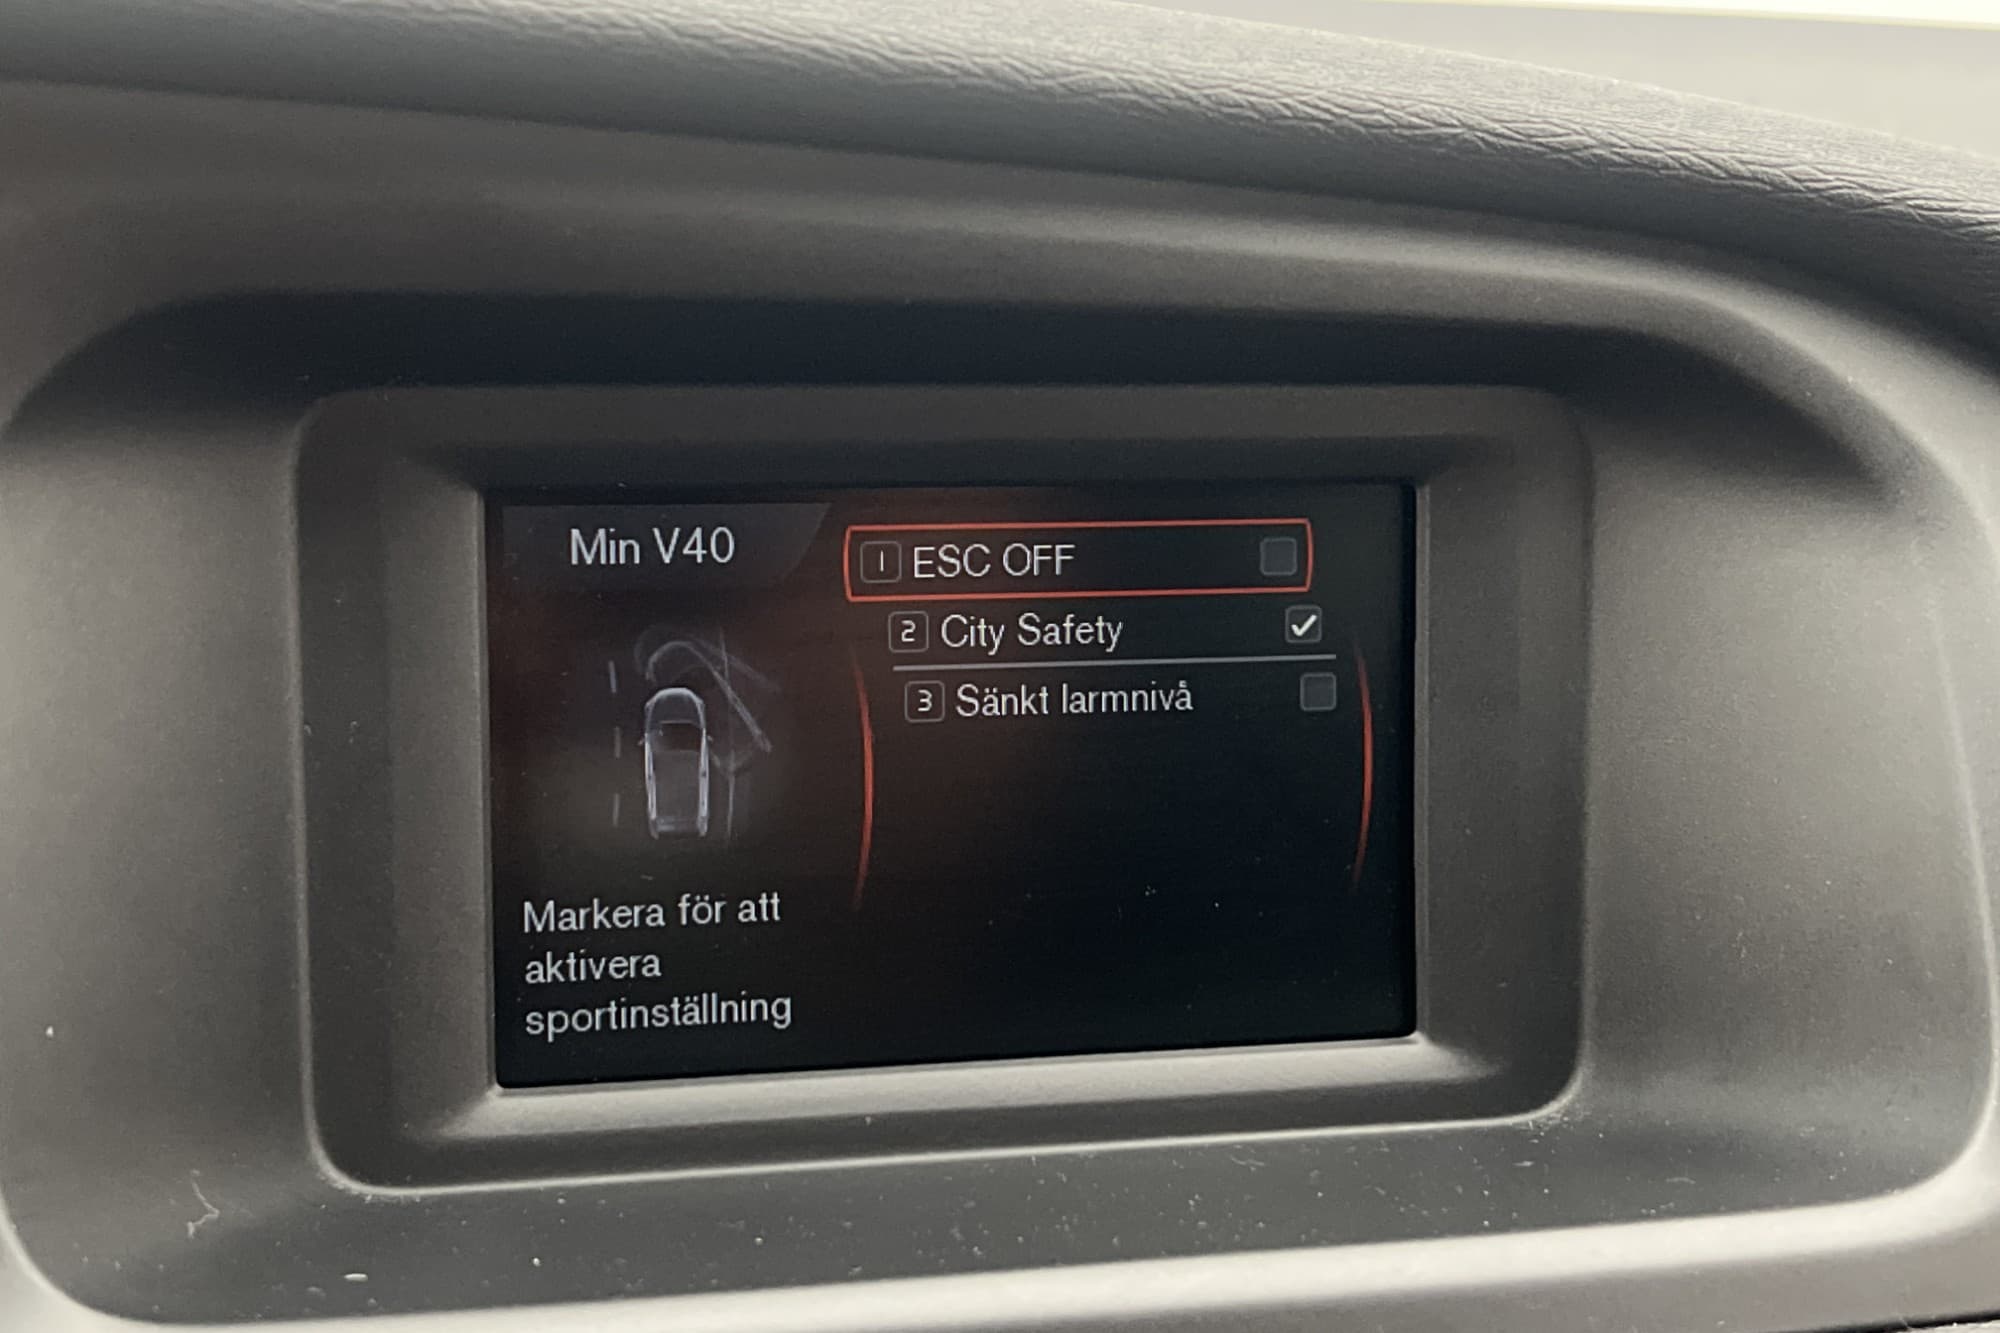 Min V40
1 ESC OFF
2 City Safety
3 Sänkt larmnivå
Markera för att
aktivera
sportinställning